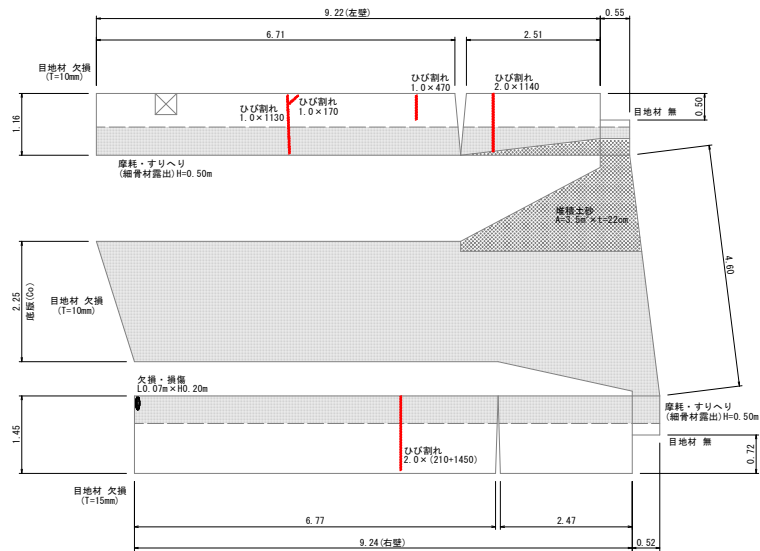 9.22(左壁)
0.55
6.71
2.51
目地材 欠損
(T=10mm)
ひび割れ
1.0×1130
ひび割れ
1.0×170
ひび割れ
1.0×470
ひび割れ
2.0×1140
目地材 無
0.50
1.16
摩耗・すりへり
(細骨材露出)H=0.50m
堆積土砂
A=3.5㎡×t=22cm
4.60
2.25
底版(Co)
目地材 欠損
(T=10mm)
欠損・損傷
L0.07m×H0.20m
摩耗・すりへり
(細骨材露出)H=0.50m
目地材 無
1.45
ひび割れ
2.0×(210+1450)
0.72
目地材 欠損
(T=15mm)
6.77
2.47
9.24(右壁)
0.52